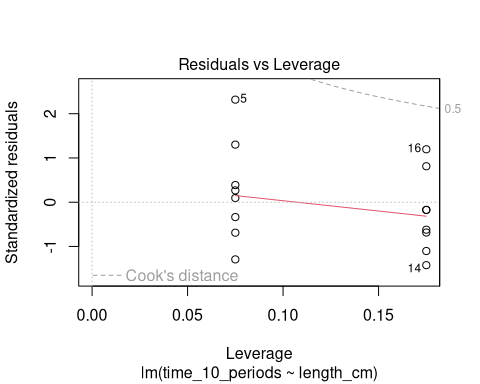 Residuals vs Leverage
Standardized residuals
2
1
0
-1
5
16
14
0.5
Cook's distance
0.00 0.05 0.10 0.15
Leverage
lm(time_10_periods ~ length_cm)